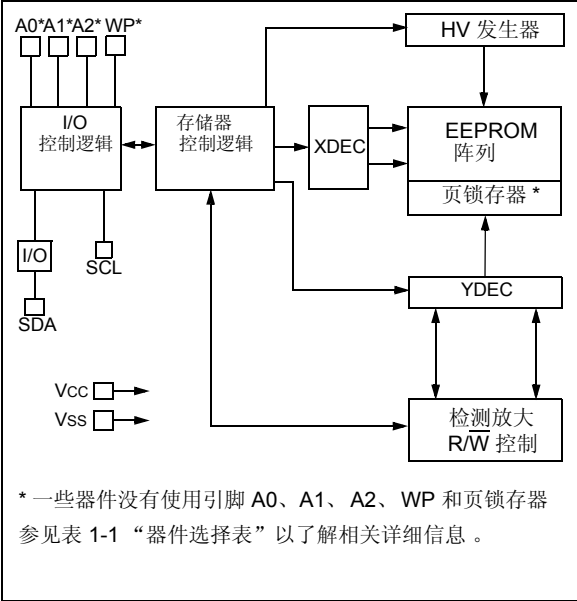 A0*A1*A2* WP*
HV 发生器
I/O
控制逻辑
存储器
控制逻辑
XDEC
EEPROM
阵列
页锁存器 *
I/O
SCL
SDA
YDEC
Vcc
Vss
检测放大
R/W̅ 控制
* 一些器件没有使用引脚 A0、A1、A2、WP 和页锁存器
参见表 1-1 “器件选择表”以了解相关详细信息 。